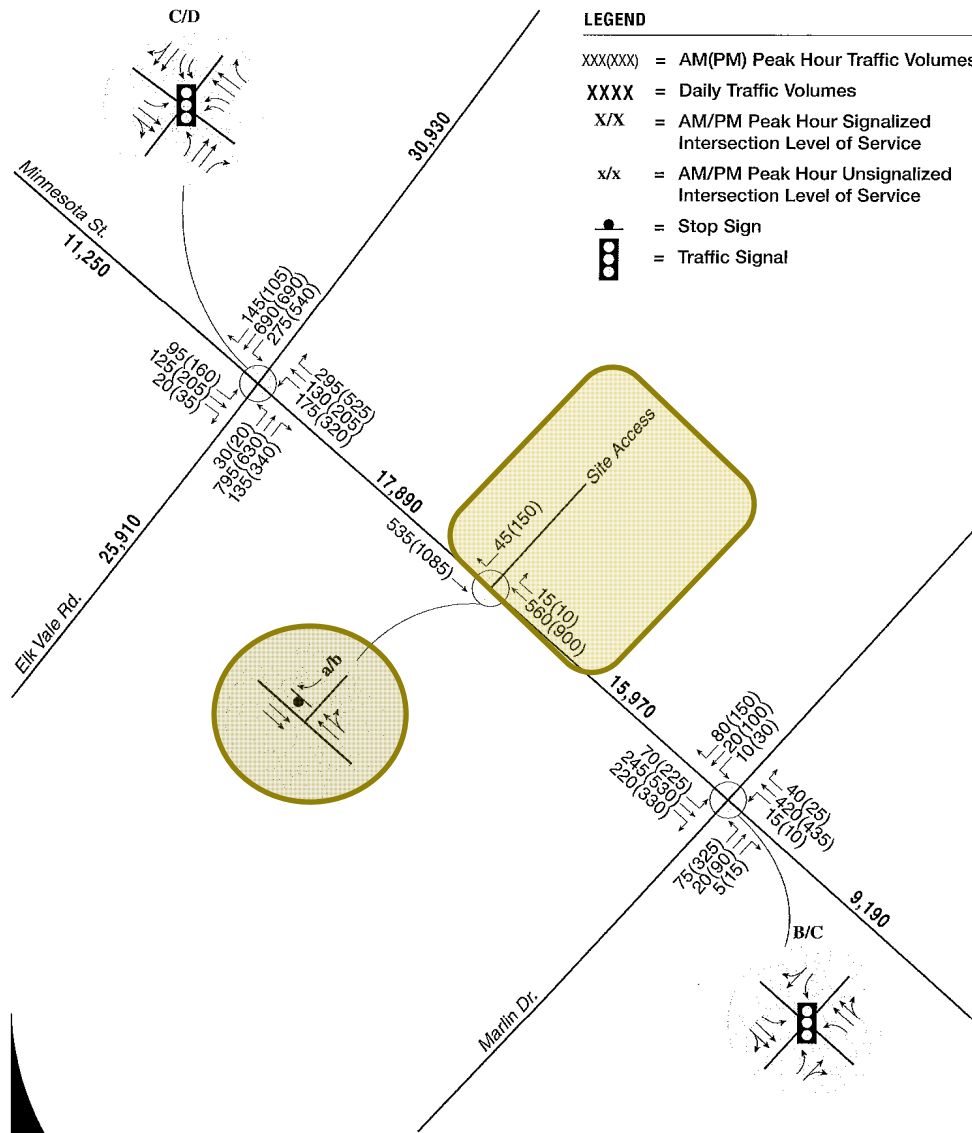 C/D
LEGEND
XXX(XXX) = AM(PM) Peak Hour Traffic Volumes
XXXX = Daily Traffic Volumes
X/X = AM/PM Peak Hour Signalized
Intersection Level of Service
x/x = AM/PM Peak Hour Unsignalized
Intersection Level of Service
= Stop Sign
= Traffic Signal
30,930
Minnesota St.
11,250
145(105)
690(690)
275(540)
95(160)
125(205)
20(35)
295(525)
130(205)
175(320)
30(20)
795(630)
135(340)
17,890
Site Access
25,910
Elk Vale Rd.
535(1085)
45(150)
15(10)
560(900)
a/b
15,970
80(150)
20(100)
10(30)
70(225)
245(530)
220(330)
40(25)
420(435)
15(10)
75(325)
20(90)
5(15)
9,190
B/C
Marlin Dr.